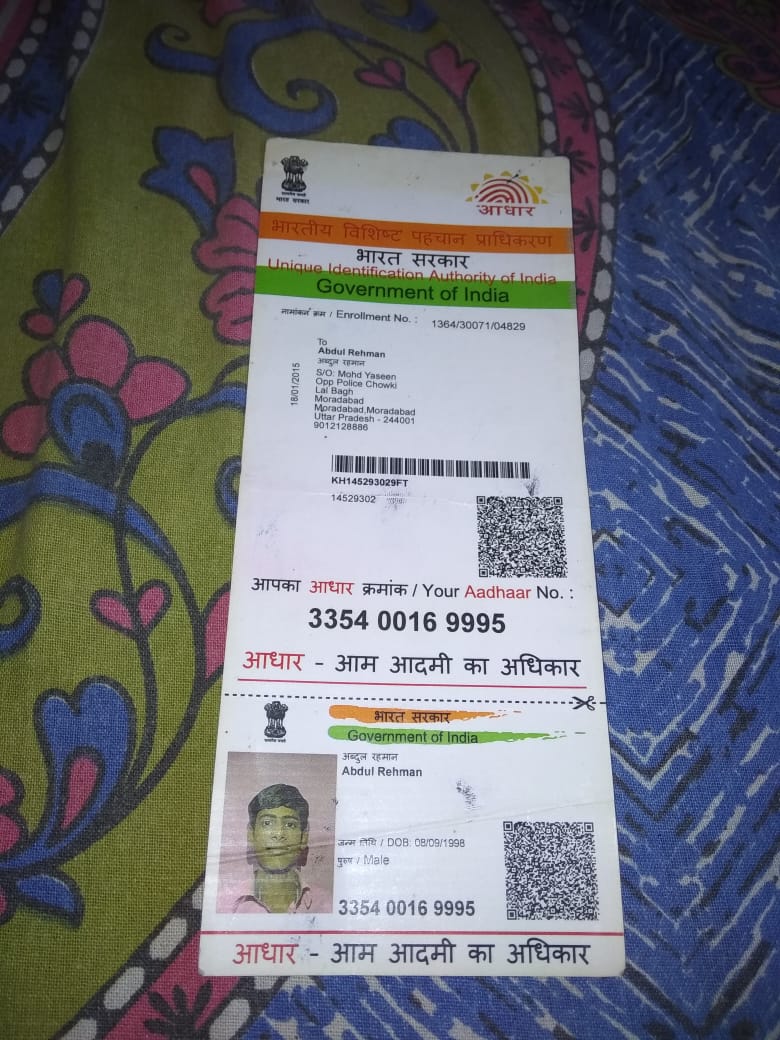 भारत सरकार
आधार
भारतीय विशिष्ट पहचान प्राधिकरण
भारत सरकार
Unique Identification Authority of India
Government of India
नामांकन क्रम / Enrollment No. : 1364/30071/04829
18/01/2015
To
Abdul Rehman
अब्दुल रहमान
S/O: Mohd Yaseen
Opp Police Chowki
Lal Bagh
Moradabad
Moradabad,Moradabad
Uttar Pradesh - 244001
9012128886
KH145293029FT
14529302
आपका आधार क्रमांक / Your Aadhaar No. :
3354 0016 9995
आधार - आम आदमी का अधिकार
भारत सरकार
Government of India
अब्दुल रहमान
Abdul Rehman
जन्म तिथि / DOB: 08/09/1998
पुरुष / Male
3354 0016 9995
आधार - आम आदमी का अधिकार